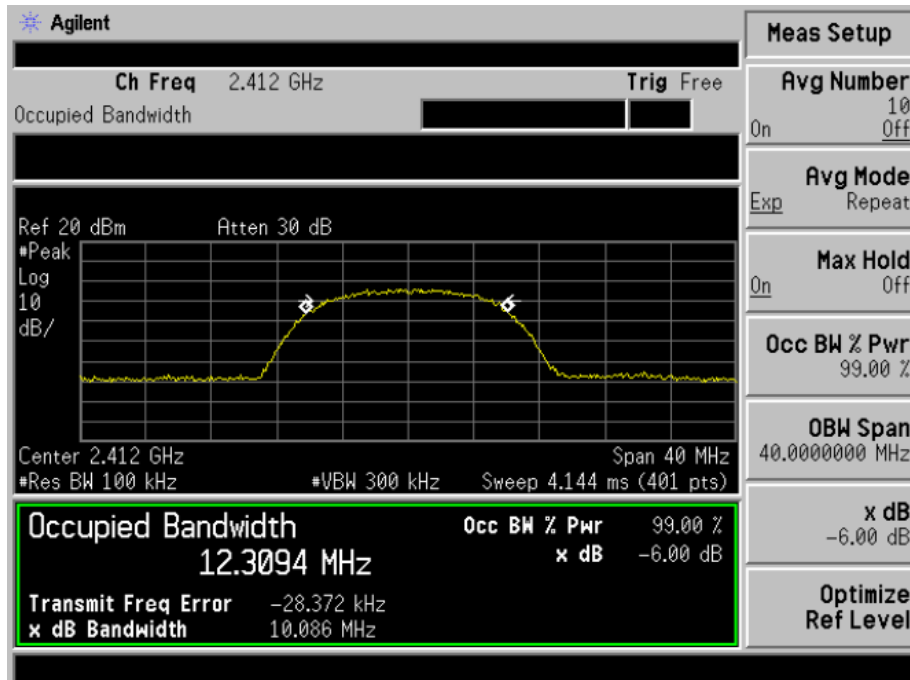 Agilent
Ch Freq 2.412 GHz Trig Free
Occupied Bandwidth
Ref 20 dBm Atten 30 dB
#Peak
Log
10
dB/
Center 2.412 GHz Span 40 MHz
#Res BW 100 kHz #VBW 300 kHz Sweep 4.144 ms (401 pts)
Occupied Bandwidth Occ BW % Pwr 99.00 %
12.3094 MHz x dB -6.00 dB
Transmit Freq Error -28.372 kHz
x dB Bandwidth 10.086 MHz
Meas Setup
Avg Number
10
On Off
Avg Mode
Exp Repeat
Max Hold
On Off
Occ BW % Pwr
99.00 %
OBW Span
40.0000000 MHz
x dB
-6.00 dB
Optimize
Ref Level